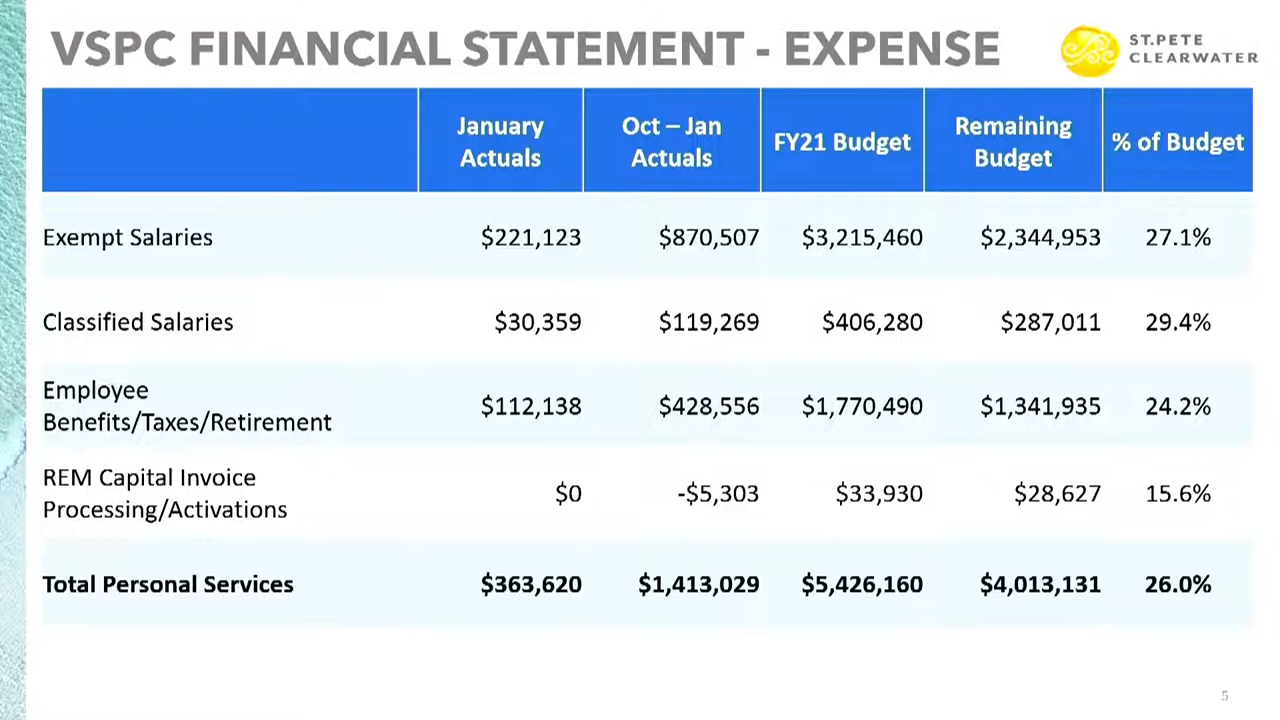 VSPC FINANCIAL STATEMENT - EXPENSE
ST.PETE
CLEARWATER
January Actuals Oct – Jan Actuals FY21 Budget Remaining Budget % of Budget
Exempt Salaries $221,123 $870,507 $3,215,460 $2,344,953 27.1%
Classified Salaries $30,359 $119,269 $406,280 $287,011 29.4%
Employee
Benefits/Taxes/Retirement $112,138 $428,556 $1,770,490 $1,341,935 24.2%
REM Capital Invoice
Processing/Activations $0 -$5,303 $33,930 $28,627 15.6%
Total Personal Services $363,620 $1,413,029 $5,426,160 $4,013,131 26.0%
5